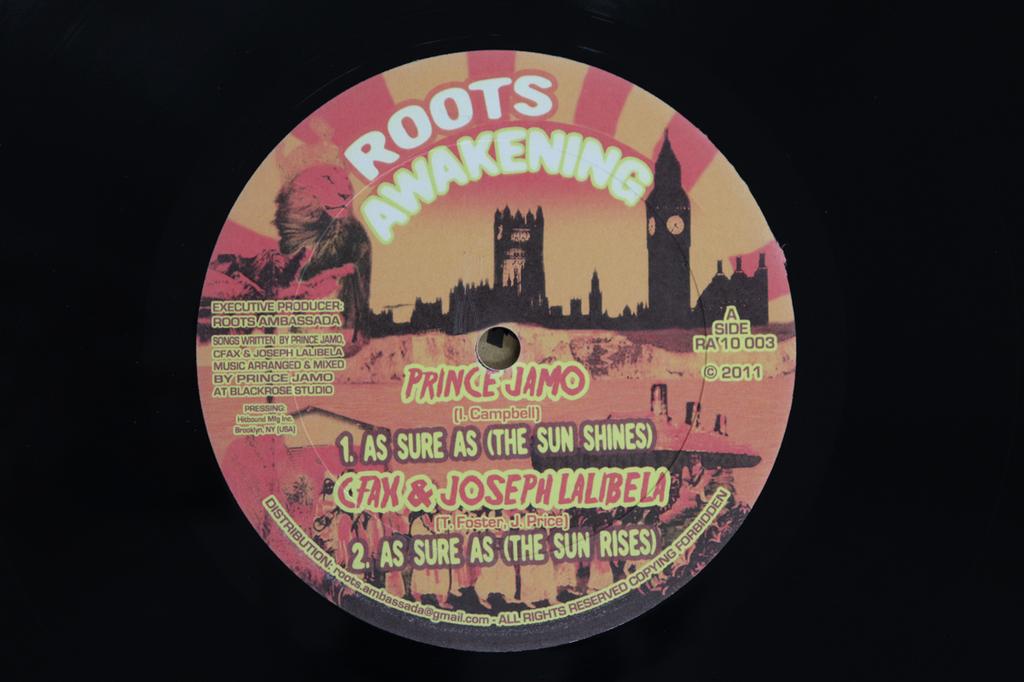 ROOTS
AWAKENING
EXECUTIVE PRODUCER:
ROOTS AMBASSADA
SONGS WRITTEN BY PRINCE JAMO,
CFAX & JOSEPH LALIBELA
MUSIC ARRANGED & MIXED
BY PRINCE JAMO
AT BLACKROSE STUDIO
PRESSING:
Hitbound Mfg Inc.
Brooklyn, NY (USA)
A
SIDE
RA 10 003
© 2011
PRINCE JAMO
(I. Campbell)
1. AS SURE AS (THE SUN SHINES)
CFAX & JOSEPH LALIBELA
(T. Foster, J. Price)
2. AS SURE AS (THE SUN RISES)
DISTRIBUTION: roots.ambassada@gmail.com - ALL RIGHTS RESERVED COPYING FORBIDDEN